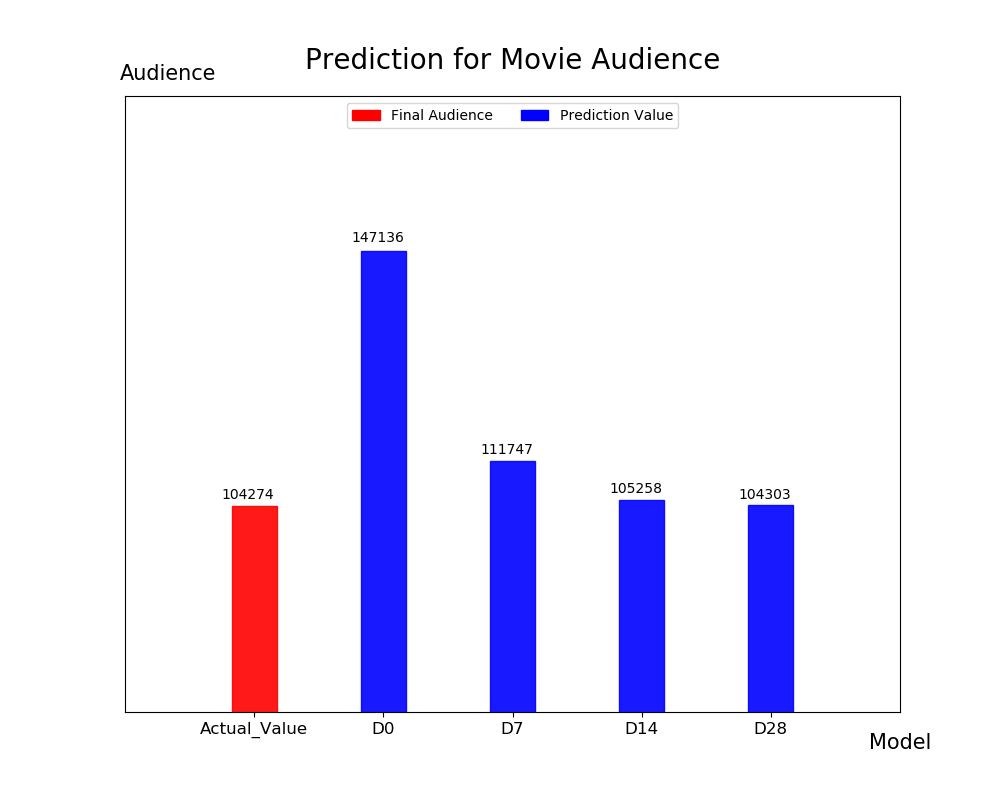 Prediction for Movie Audience
Audience
Final Audience Prediction Value
147136
111747
105258
104274
104303
Actual_Value D0 D7 D14 D28
Model